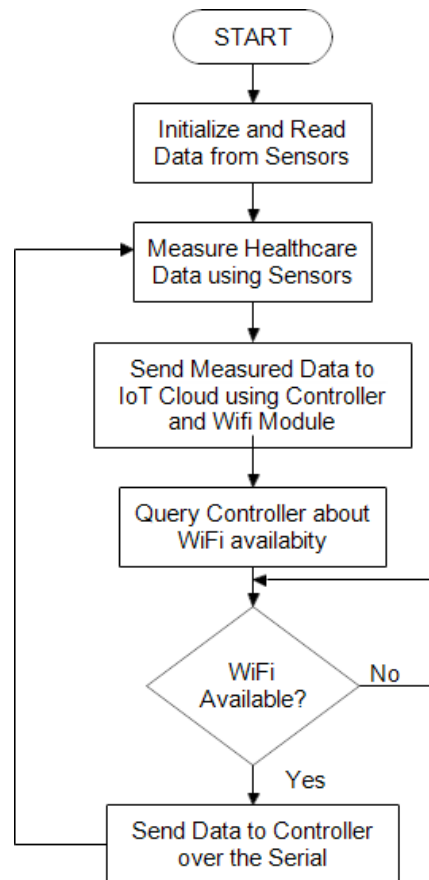 START
Initialize and Read
Data from Sensors
Measure Healthcare
Data using Sensors
Send Measured Data to
IoT Cloud using Controller
and Wifi Module
Query Controller about
WiFi availabity
WiFi
Available?
No
Yes
Send Data to Controller
over the Serial